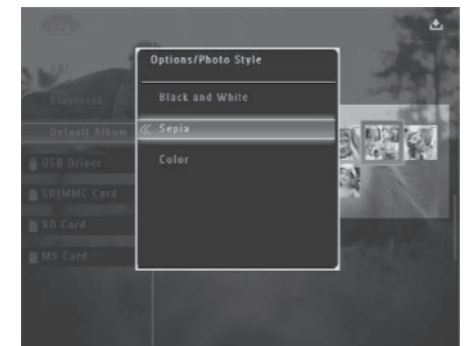 Options/Photo Style
Black and White
Sepia
Color
Bluetooth
Default Album
USB Driver
SD|MMC Card
XD Card
MS Card